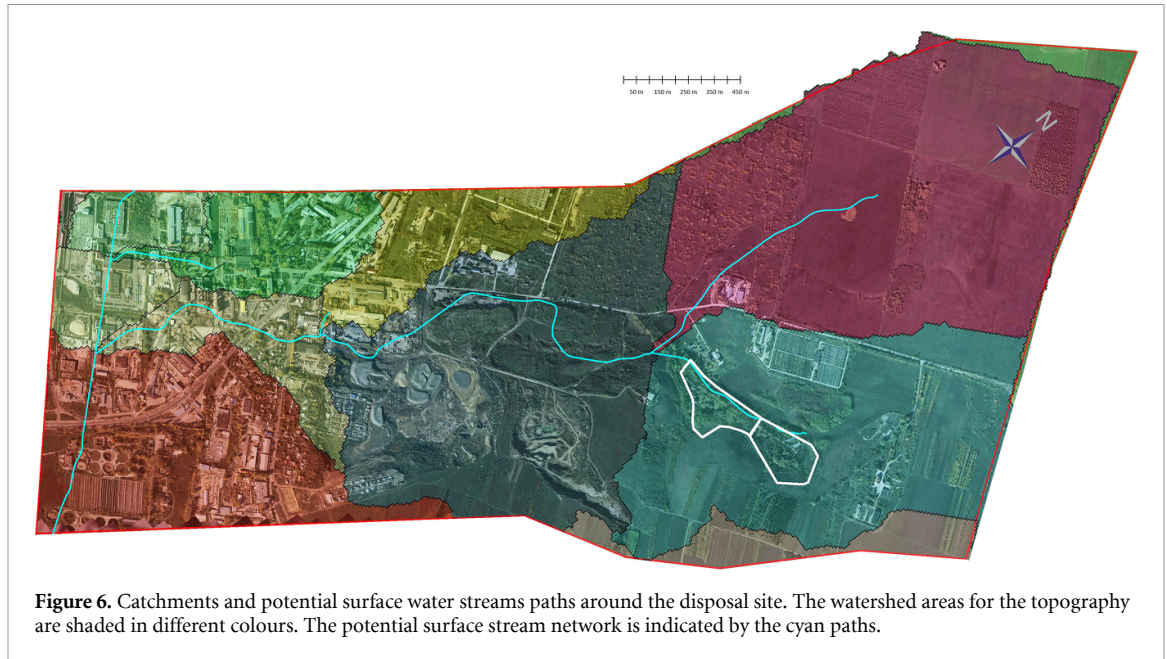 50 m 150 m 250 m 350 m 450 m
N
Figure 6. Catchments and potential surface water streams paths around the disposal site. The watershed areas for the topography
are shaded in different colours. The potential surface stream network is indicated by the cyan paths.